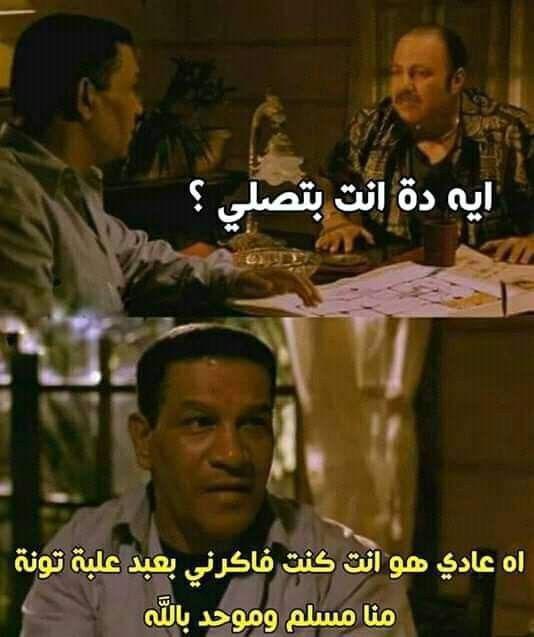 ايه دة انت بتصلي ؟
اه عادي هو انت كنت فاكرني بعبد علبة تونة
منا مسلم وموحد بالله